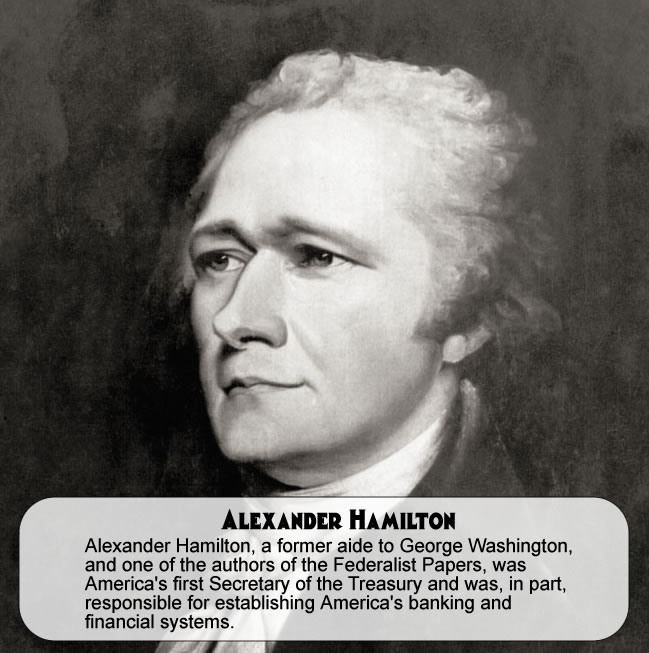 Alexander Hamilton
Alexander Hamilton, a former aide to George Washington,
and one of the authors of the Federalist Papers, was
America's first Secretary of the Treasury and was, in part,
responsible for establishing America's banking and
financial systems.